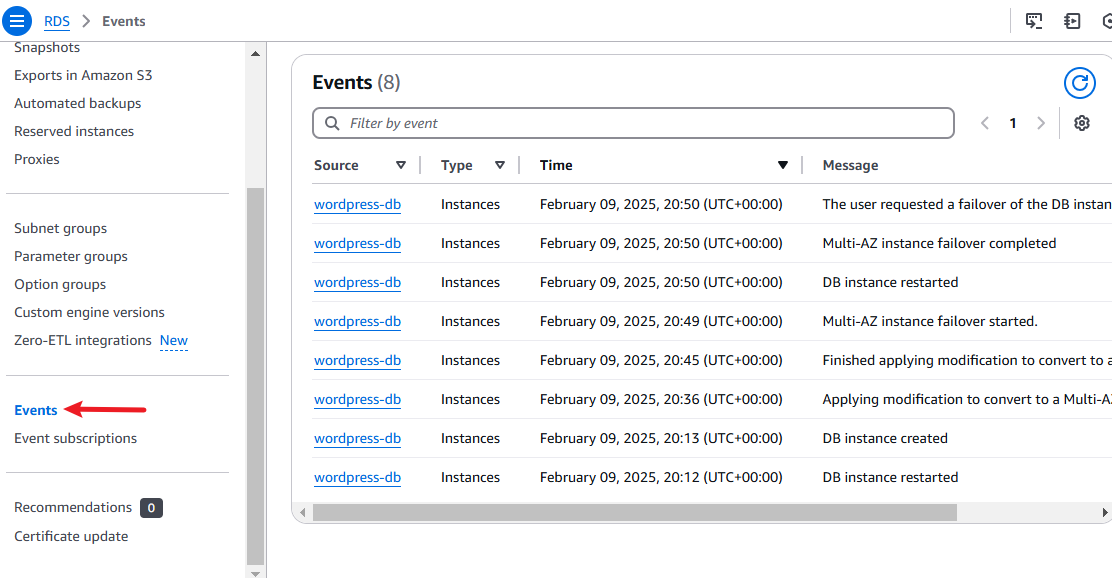 RDS > Events
Snapshots
Exports in Amazon S3
Automated backups
Reserved instances
Proxies
Subnet groups
Parameter groups
Option groups
Custom engine versions
Zero-ETL integrations New
Events
Event subscriptions
Recommendations 0
Certificate update
Events (8)
Filter by event
1
Source Type Time Message
wordpress-db Instances February 09, 2025, 20:50 (UTC+00:00) The user requested a failover of the DB instan
wordpress-db Instances February 09, 2025, 20:50 (UTC+00:00) Multi-AZ instance failover completed
wordpress-db Instances February 09, 2025, 20:50 (UTC+00:00) DB instance restarted
wordpress-db Instances February 09, 2025, 20:49 (UTC+00:00) Multi-AZ instance failover started.
wordpress-db Instances February 09, 2025, 20:45 (UTC+00:00) Finished applying modification to convert to a
wordpress-db Instances February 09, 2025, 20:36 (UTC+00:00) Applying modification to convert to a Multi-AZ
wordpress-db Instances February 09, 2025, 20:13 (UTC+00:00) DB instance created
wordpress-db Instances February 09, 2025, 20:12 (UTC+00:00) DB instance restarted